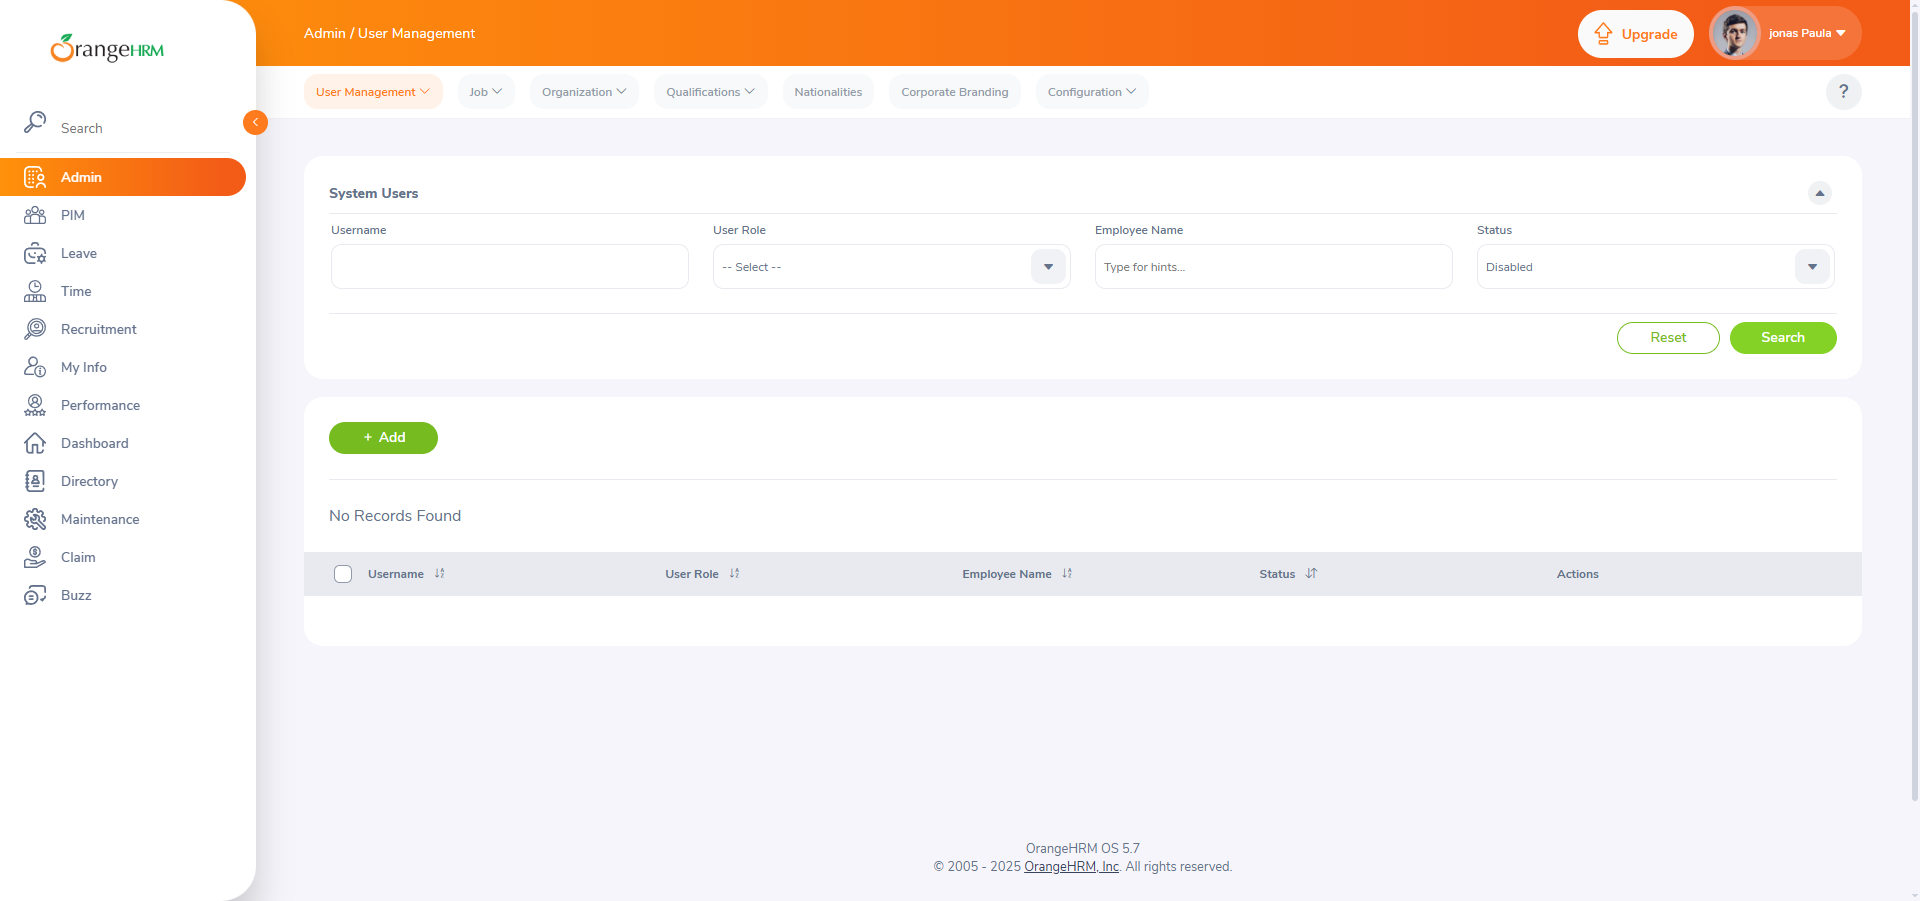 OrangeHRM
Admin / User Management
Upgrade
jonas Paula
User Management
Job
Organization
Qualifications
Nationalities
Corporate Branding
Configuration
?
Search
Admin
PIM
Leave
Time
Recruitment
My Info
Performance
Dashboard
Directory
Maintenance
Claim
Buzz
System Users
Username
User Role
Employee Name
Status
-- Select --
Type for hints...
Disabled
Reset
Search
+ Add
No Records Found
Username
User Role
Employee Name
Status
Actions
OrangeHRM OS 5.7
© 2005 - 2025 OrangeHRM, Inc. All rights reserved.